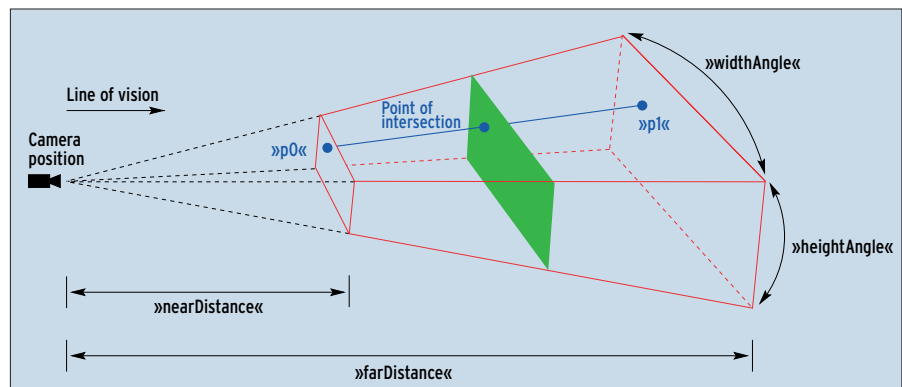 »widthAngle«
Line of vision
Point of
intersection
»p1«
Camera
position
»p0«
»heightAngle«
»nearDistance«
»farDistance«